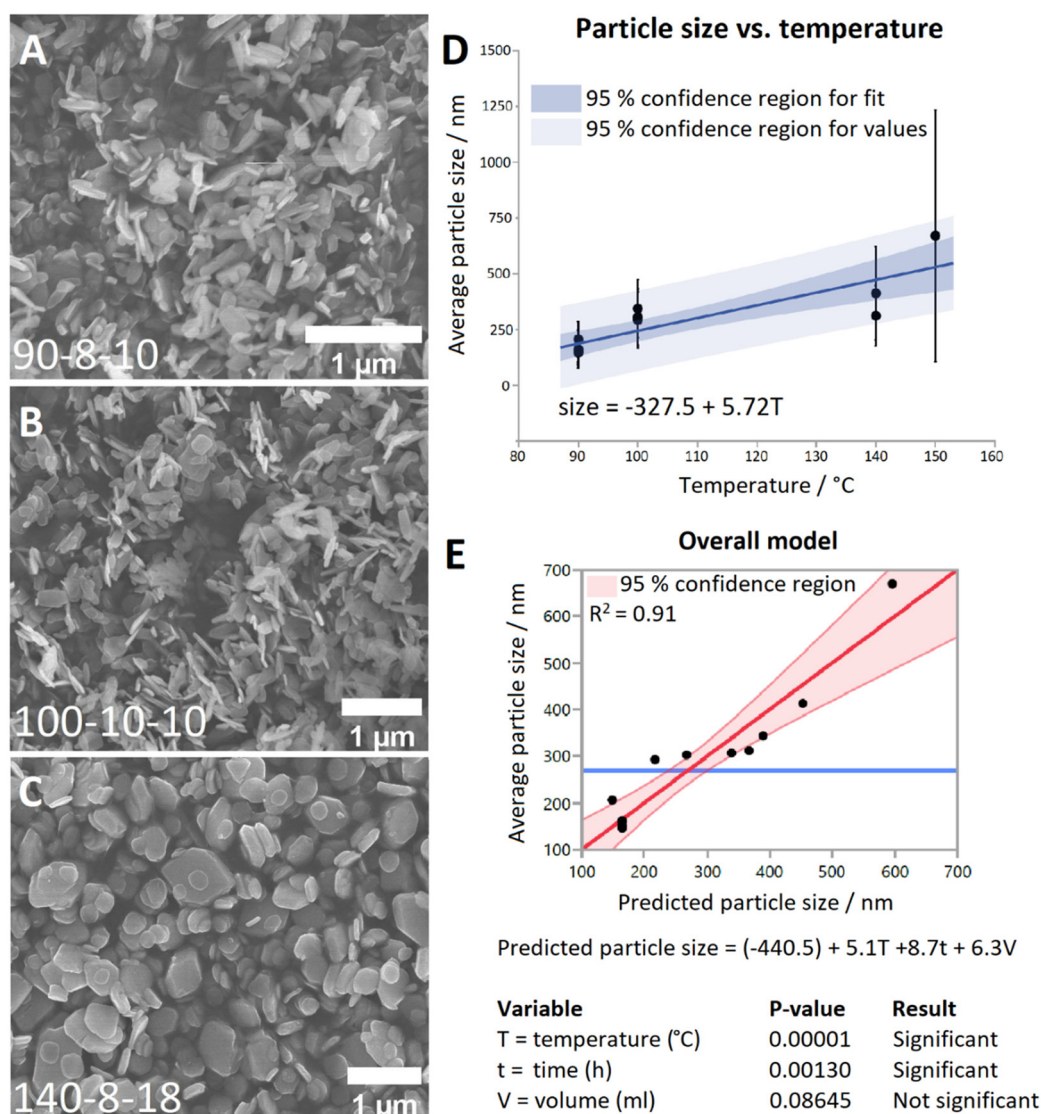 A
90-8-10
1 µm
B
100-10-10
1 µm
C
140-8-18
1 µm
D
Particle size vs. temperature
Average particle size / nm
1500
1250
1000
750
500
250
0
95 % confidence region for fit
95 % confidence region for values
size = -327.5 + 5.72T
80 90 100 110 120 130 140 150 160
Temperature / °C
E
Overall model
Average particle size / nm
700
600
500
400
300
200
100
95 % confidence region
R² = 0.91
100 200 300 400 500 600 700
Predicted particle size / nm
Predicted particle size = (-440.5) + 5.1T +8.7t + 6.3V
Variable P-value Result
T = temperature (°C) 0.00001 Significant
t = time (h) 0.00130 Significant
V = volume (ml) 0.08645 Not significant